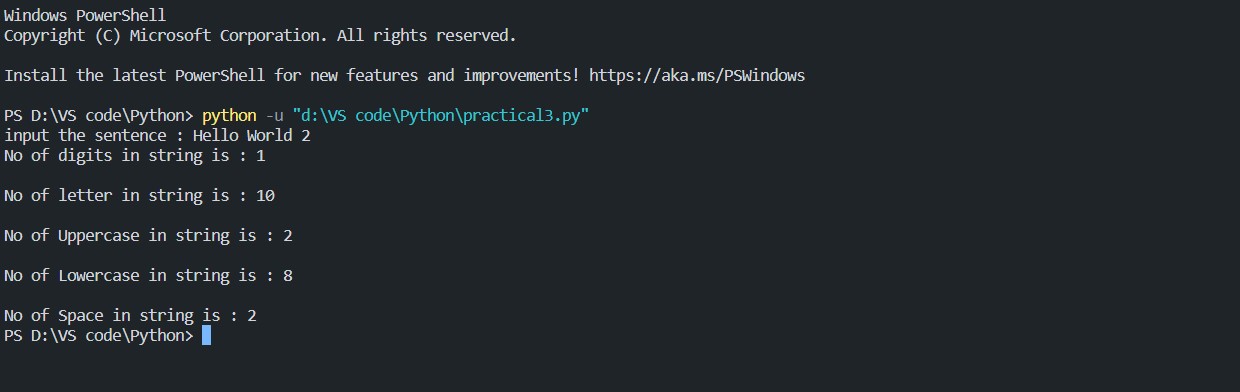 Windows PowerShell
Copyright (C) Microsoft Corporation. All rights reserved.
Install the latest PowerShell for new features and improvements! https://aka.ms/PSWindows
PS D:\VS code\Python> python -u "d:\VS code\Python\practical3.py"
input the sentence : Hello World 2
No of digits in string is : 1
No of letter in string is : 10
No of Uppercase in string is : 2
No of Lowercase in string is : 8
No of Space in string is : 2
PS D:\VS code\Python>